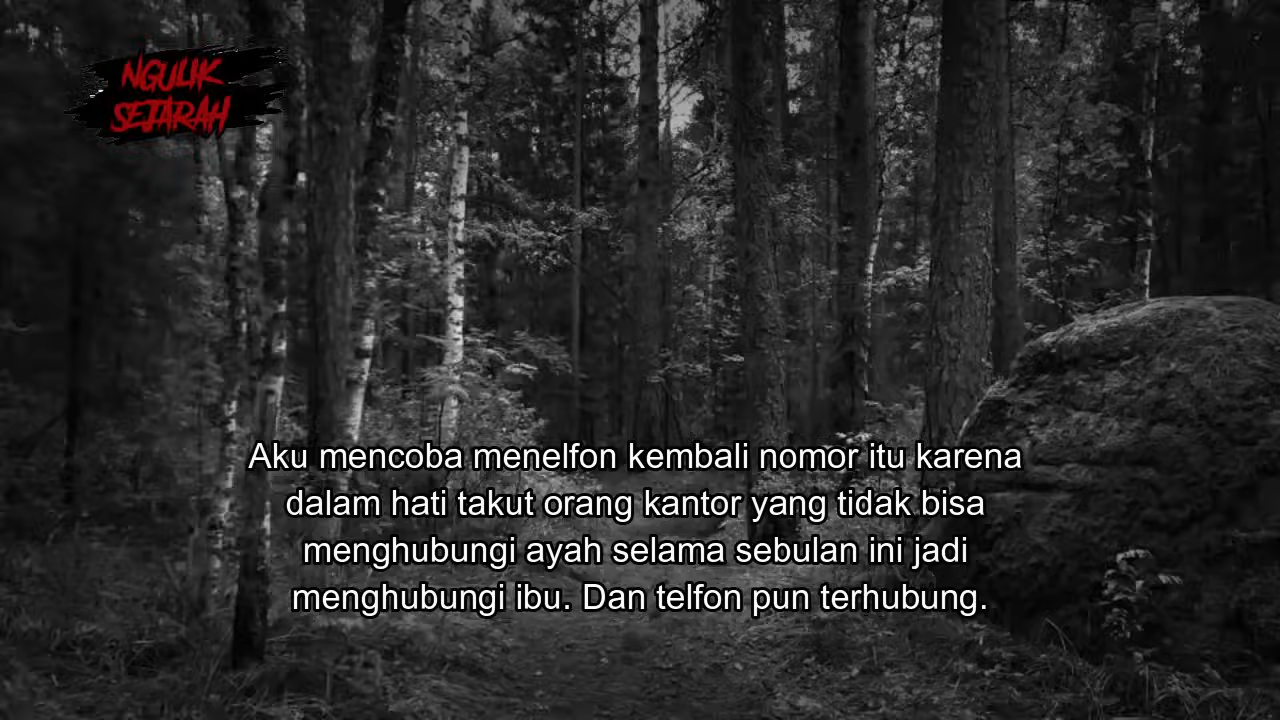 NGULIK
SEJARAH
Aku mencoba menelfon kembali nomor itu karena
dalam hati takut orang kantor yang tidak bisa
menghubungi ayah selama sebulan ini jadi
menghubungi ibu. Dan telfon pun terhubung.